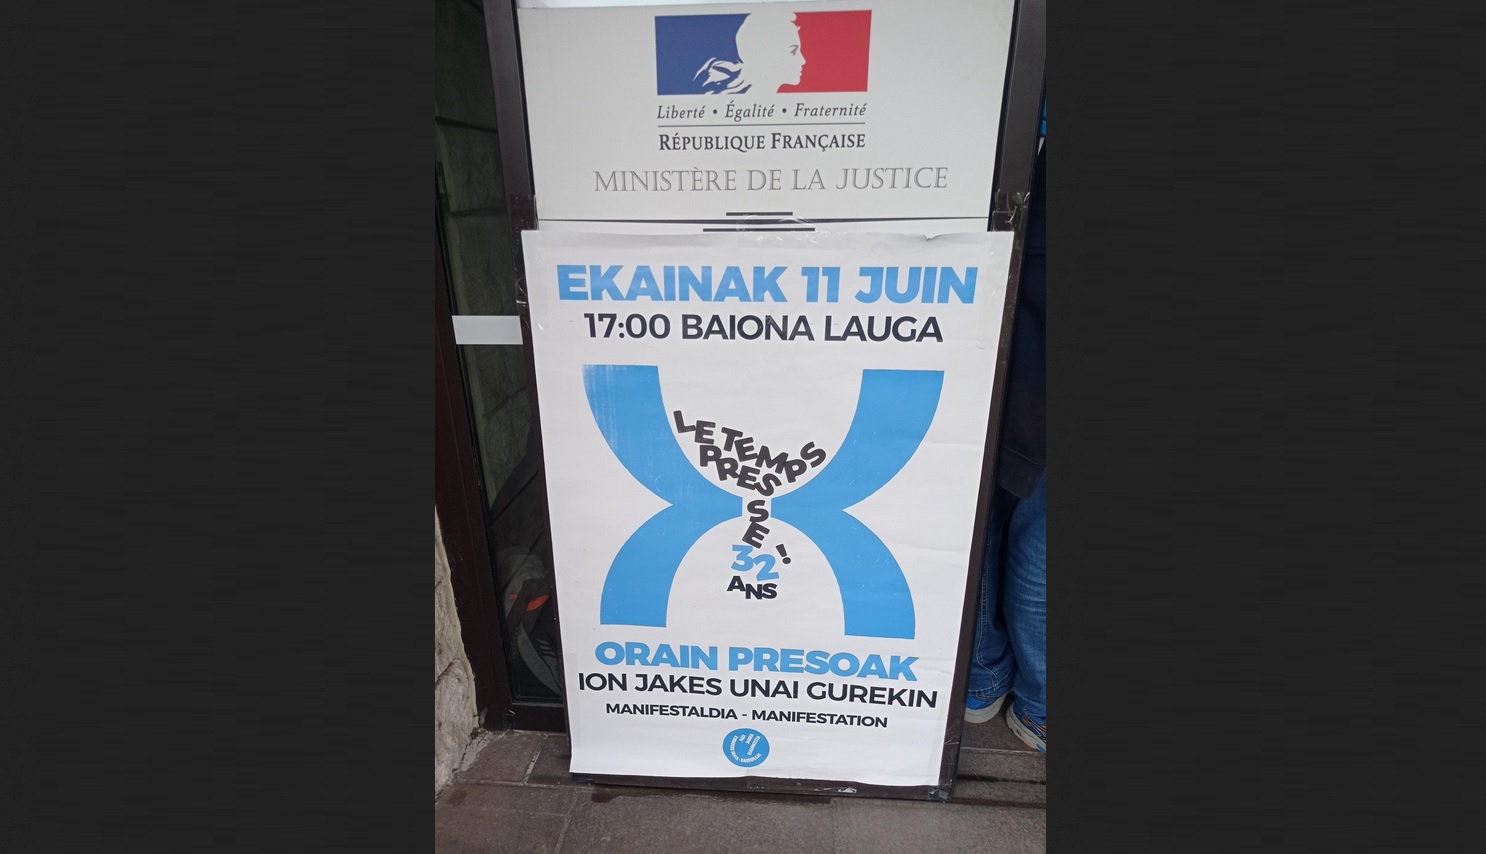 Liberté • Égalité • Fraternité
RÉPUBLIQUE FRANÇAISE
MINISTÈRE DE LA JUSTICE
EKAINAK 11 JUIN
17:00 BAIONA LAUGA
LE TEMPS
PRESSE!
32
ANS
ORAIN PRESOAK
ION JAKES UNAI GUREKIN
MANIFESTALDIA - MANIFESTATION